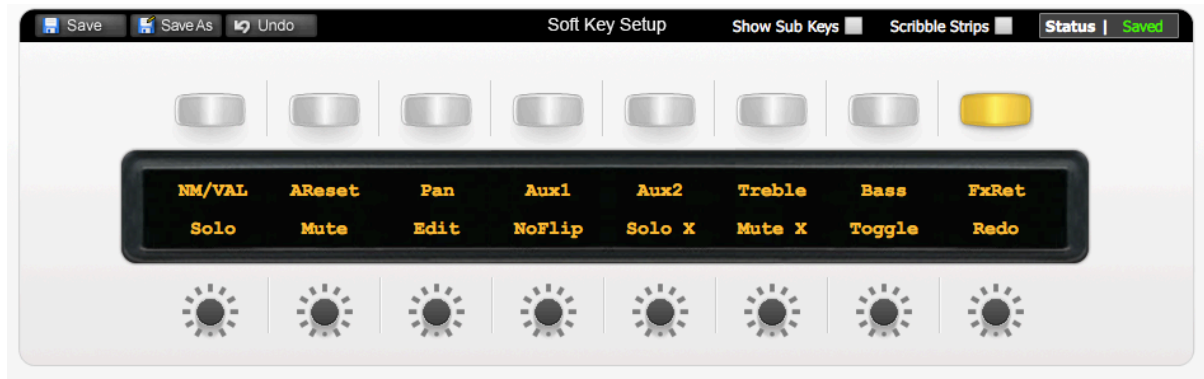 Save Save As Undo Soft Key Setup Show Sub Keys Scribble Strips Status | Saved
NM/VAL AReset Pan Aux1 Aux2 Treble Bass FxRet
Solo Mute Edit NoFlip Solo X Mute X Toggle Redo